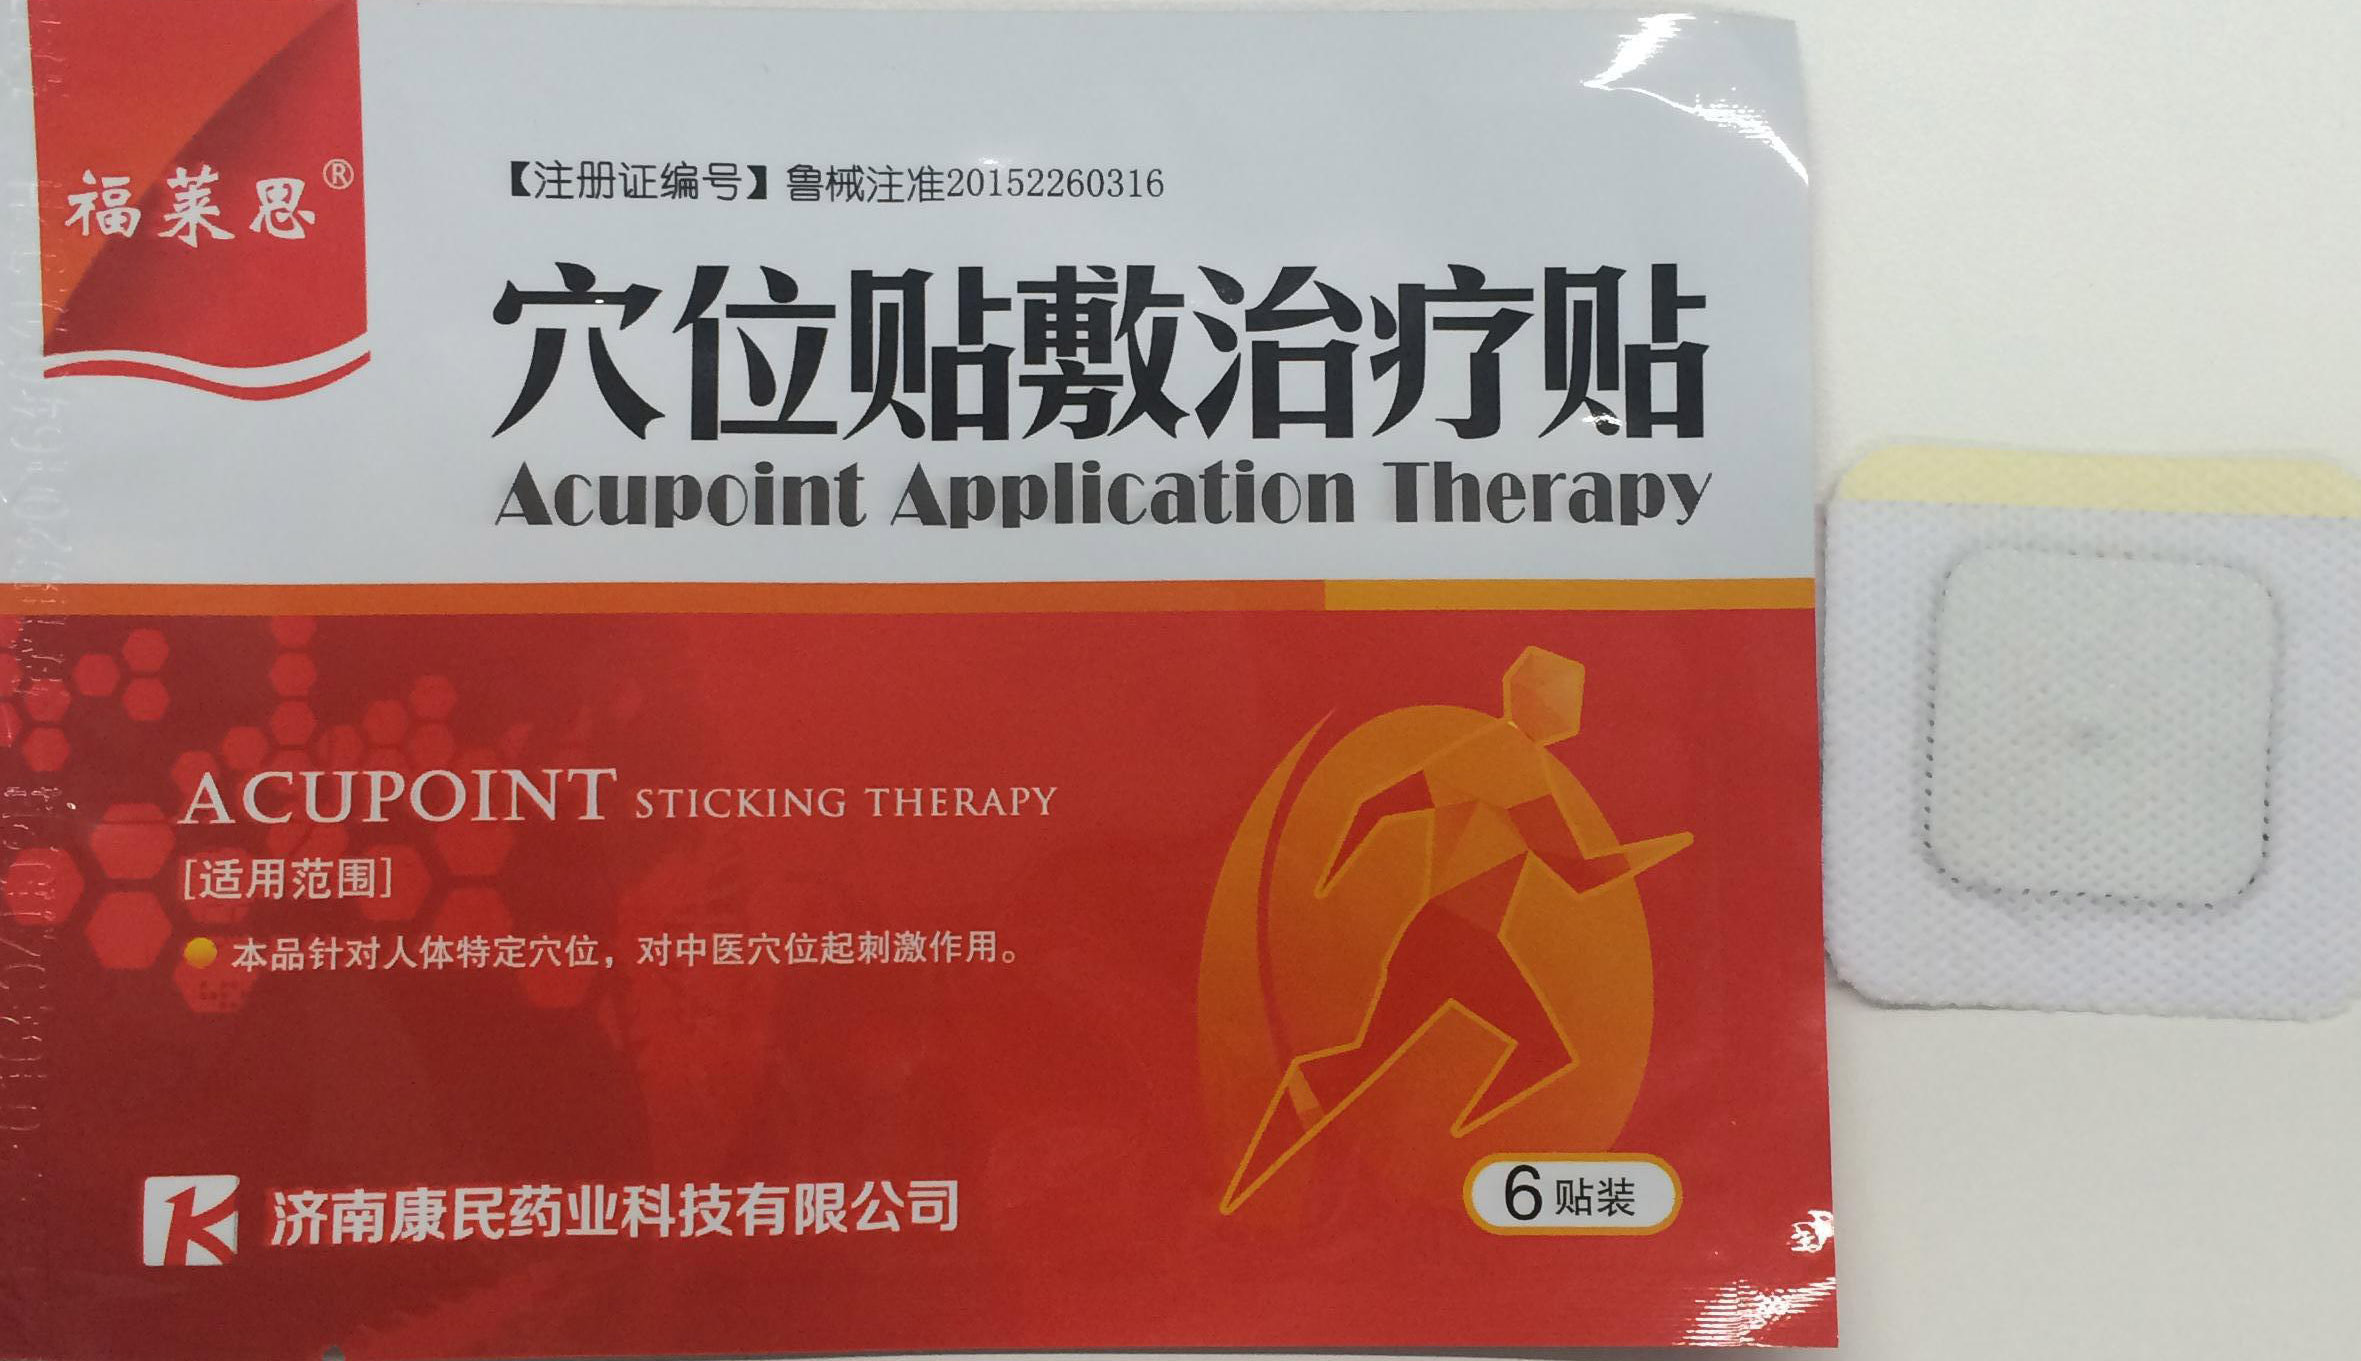 福莱思®
【注册证编号】鲁械注准20152260316
穴位贴敷治疗贴
Acupoint Application Therapy
ACUPOINT STICKING THERAPY
[适用范围]
本品针对人体特定穴位，对中医穴位起刺激作用。
济南康民药业科技有限公司
6贴装